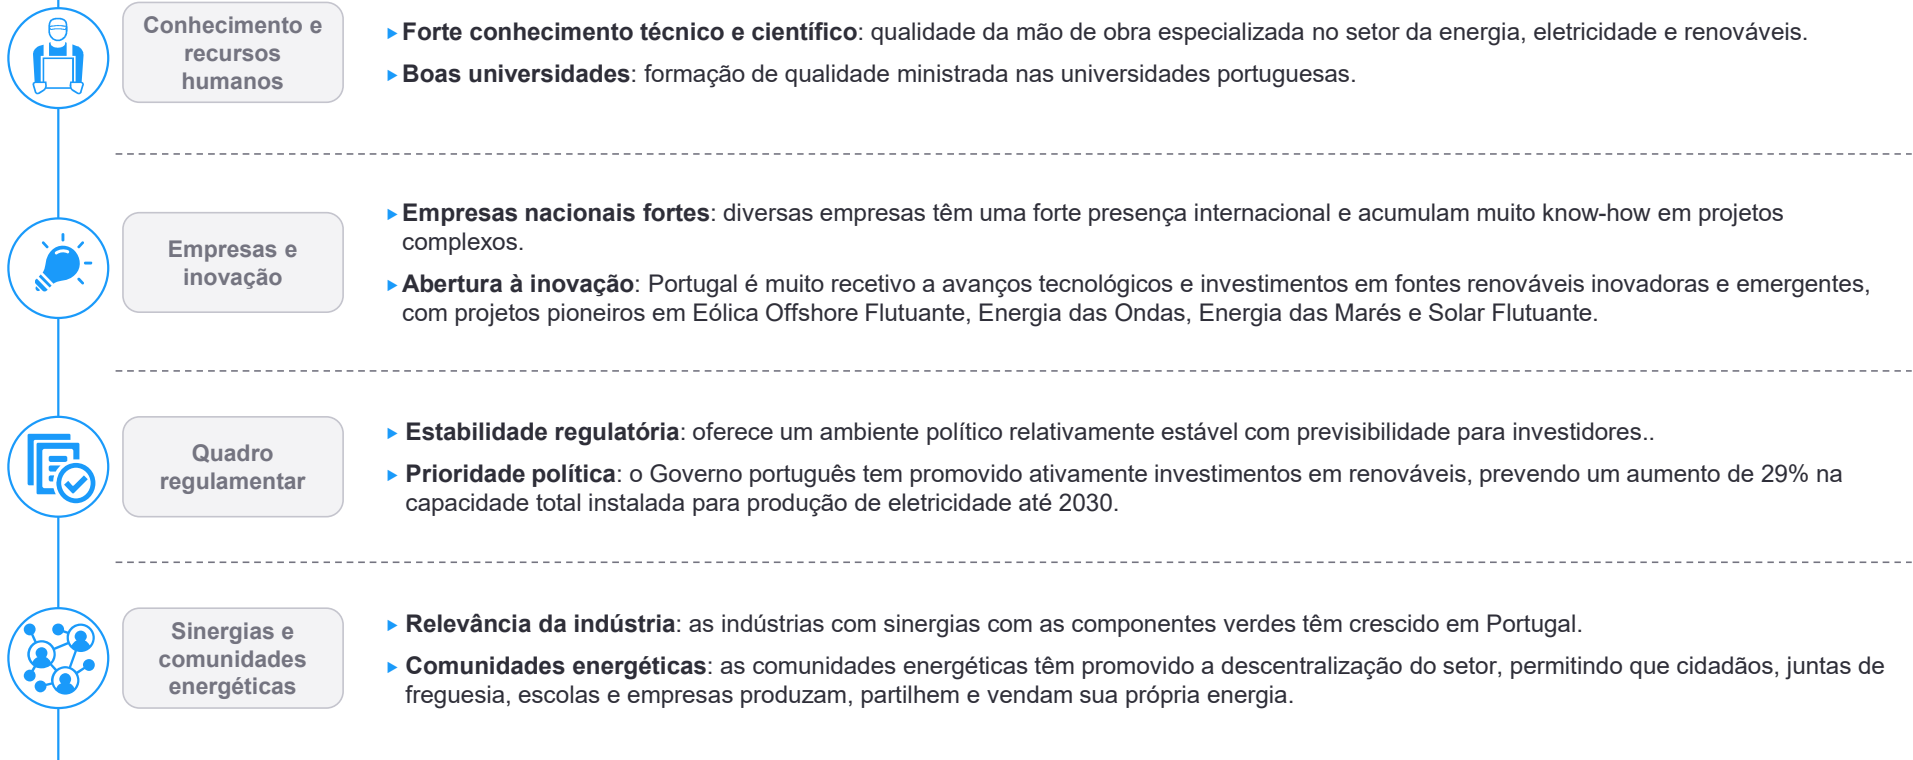 Conhecimento e
recursos
humanos
Forte conhecimento técnico e científico: qualidade da mão de obra especializada no setor da energia, eletricidade e renováveis.
Boas universidades: formação de qualidade ministrada nas universidades portuguesas.
Empresas e
inovação
Empresas nacionais fortes: diversas empresas têm uma forte presença internacional e acumulam muito know-how em projetos
complexos.
Abertura à inovação: Portugal é muito recetivo a avanços tecnológicos e investimentos em fontes renováveis inovadoras e emergentes,
com projetos pioneiros em Eólica Offshore Flutuante, Energia das Ondas, Energia das Marés e Solar Flutuante.
Quadro
regulamentar
Estabilidade regulatória: oferece um ambiente político relativamente estável com previsibilidade para investidores..
Prioridade política: o Governo português tem promovido ativamente investimentos em renováveis, prevendo um aumento de 29% na
capacidade total instalada para produção de eletricidade até 2030.
Sinergias e
comunidades
energéticas
Relevância da indústria: as indústrias com sinergias com as componentes verdes têm crescido em Portugal.
Comunidades energéticas: as comunidades energéticas têm promovido a descentralização do setor, permitindo que cidadãos, juntas de
freguesia, escolas e empresas produzam, partilhem e vendam sua própria energia.